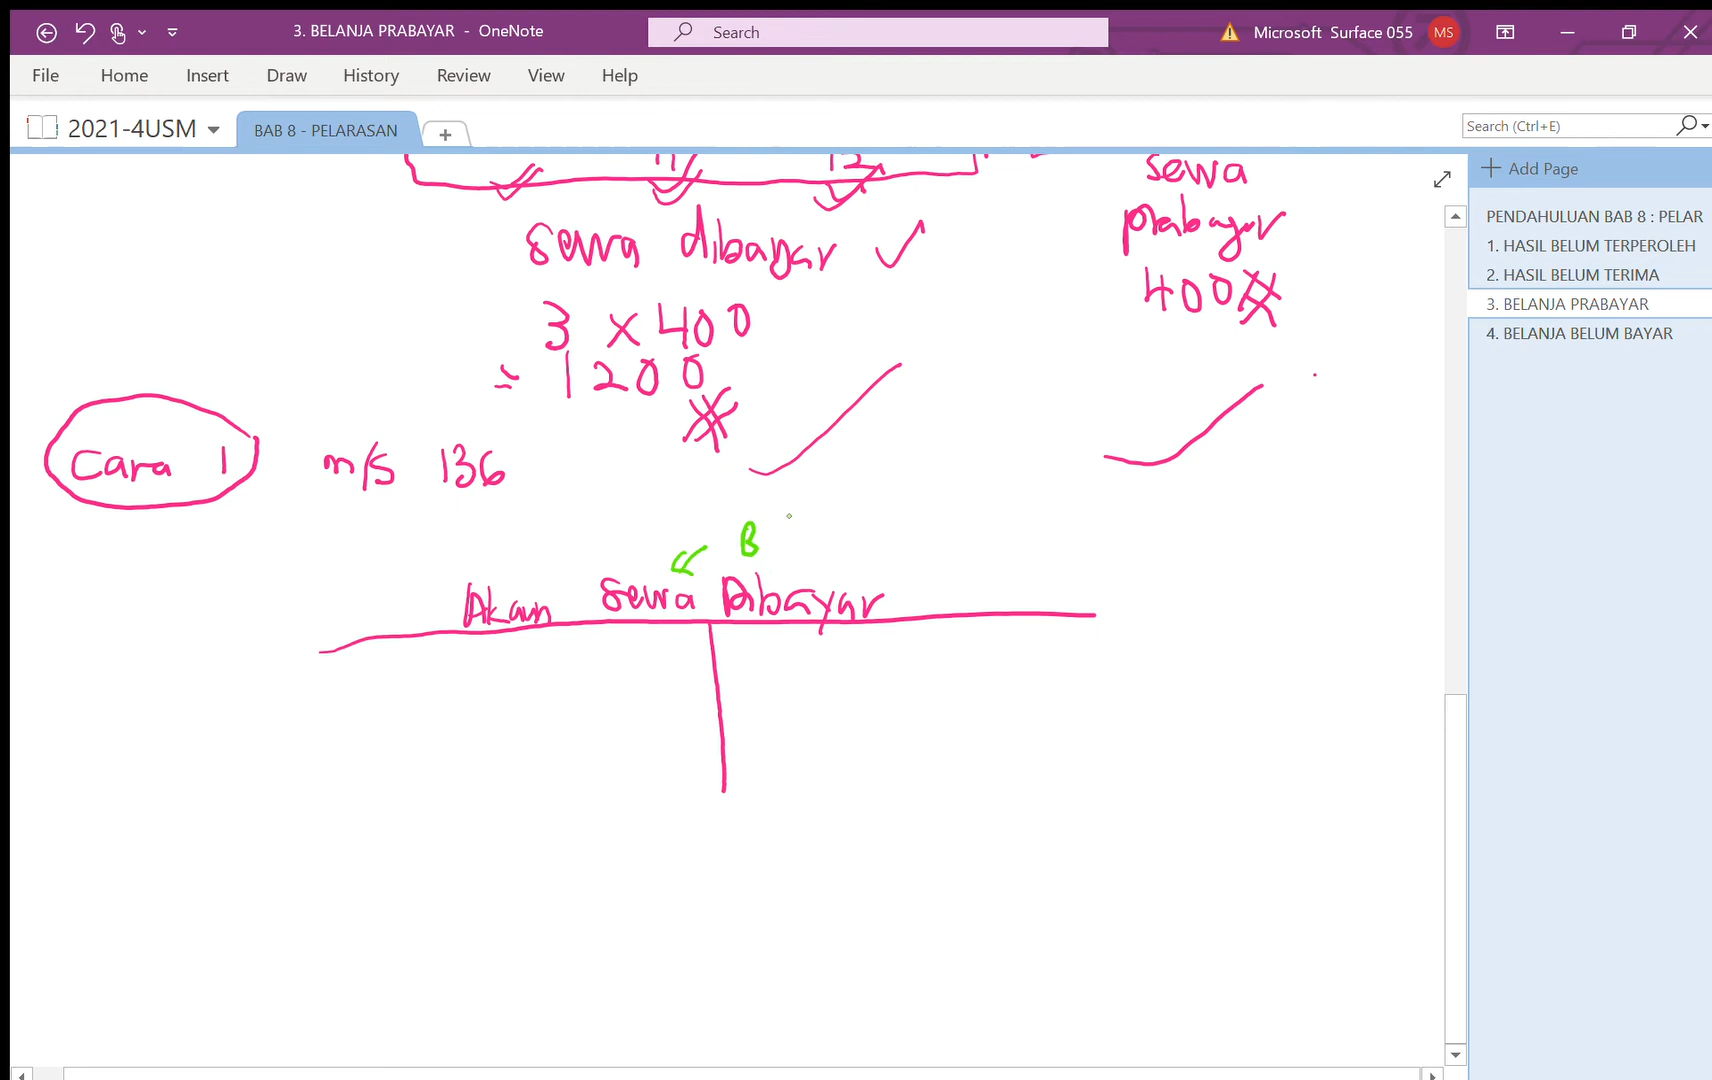 3. BELANJA PRABAYAR - OneNote
Search
Microsoft Surface 055
MS
File Home Insert Draw History Review View Help
2021-4USM
BAB 8 - PELARASAN
+
Search (Ctrl+E)
Add Page
PENDAHULUAN BAB 8 : PELAR
1. HASIL BELUM TERPEROLEH
2. HASIL BELUM TERIMA
3. BELANJA PRABAYAR
4. BELANJA BELUM BAYAR
11 12
sewa
prabayar
400
sewa dibayar
3 x 400
= 1200
Cara 1 m/s 136
B
Akaun Sewa Dibayar